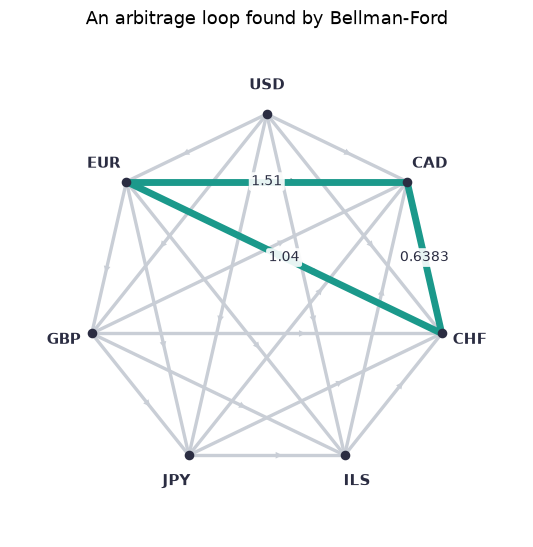 An arbitrage loop found by Bellman-Ford
USD
EUR
CAD
1.51
1.04
0.6383
GBP
CHF
JPY
ILS